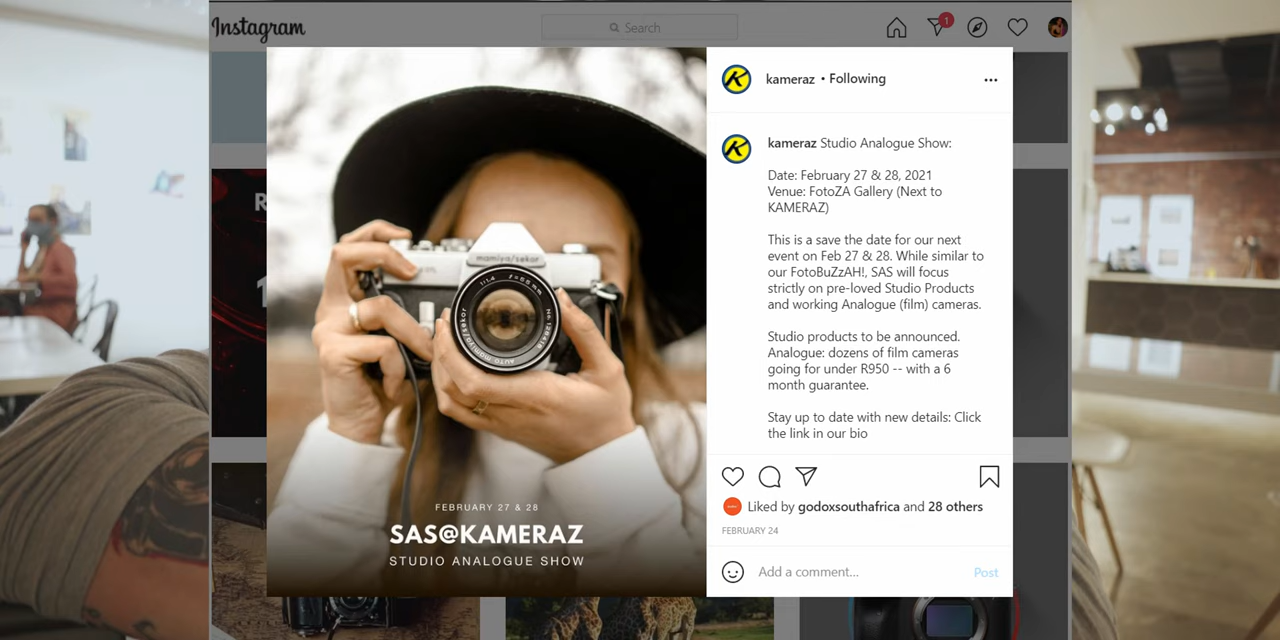 Instagram
Search
1
kameraz • Following
kameraz Studio Analogue Show:
Date: February 27 & 28, 2021
Venue: FotoZA Gallery (Next to
KAMERAZ)
This is a save the date for our next
event on Feb 27 & 28. While similar to
our FotoBuZzAH!, SAS will focus
strictly on pre-loved Studio Products
and working Analogue (film) cameras.
Studio products to be announced.
Analogue: dozens of film cameras
going for under R950 -- with a 6
month guarantee.
Stay up to date with new details: Click
the link in our bio
Liked by godoxsouthafrica and 28 others
FEBRUARY 24
Add a comment...
Post
mamiya/sekor
AUTO mamiya/sekor
FEBRUARY 27 & 28
SAS@KAMERAZ
STUDIO ANALOGUE SHOW
R
1
K
K